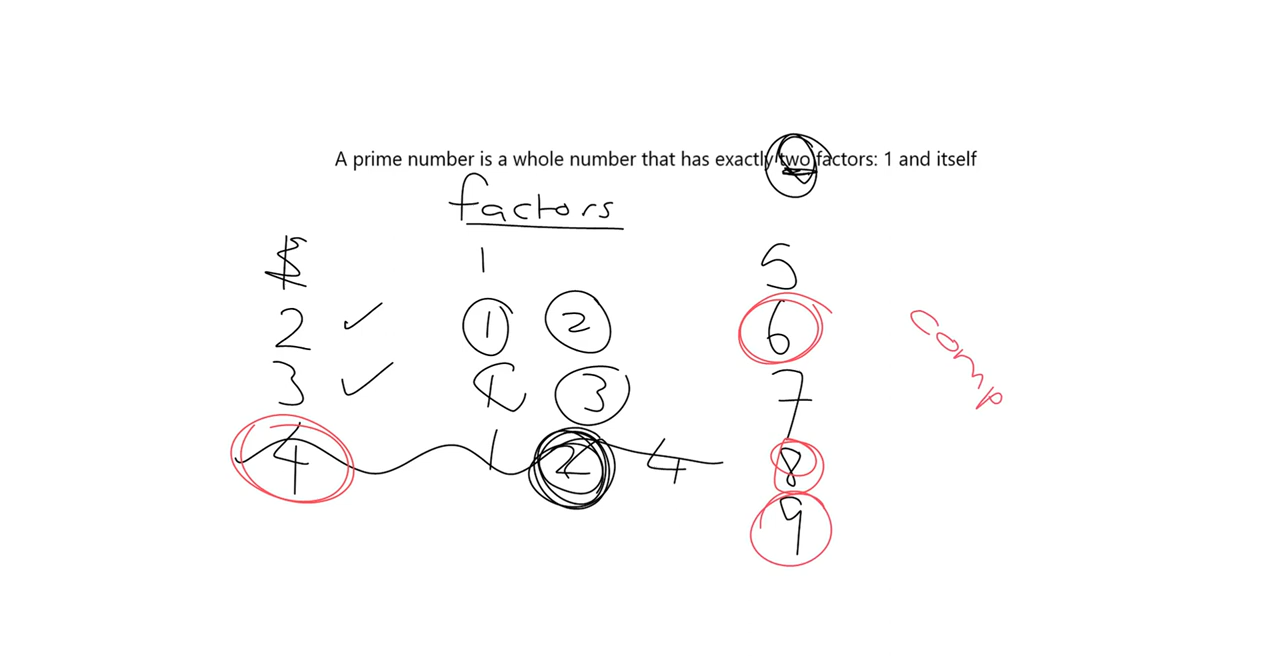 A prime number is a whole number that has exactly two factors: 1 and itself
factors
1 5
2 ✓ 1 2 6
3 ✓ 3 7
4 1 2 4 8
9
comp